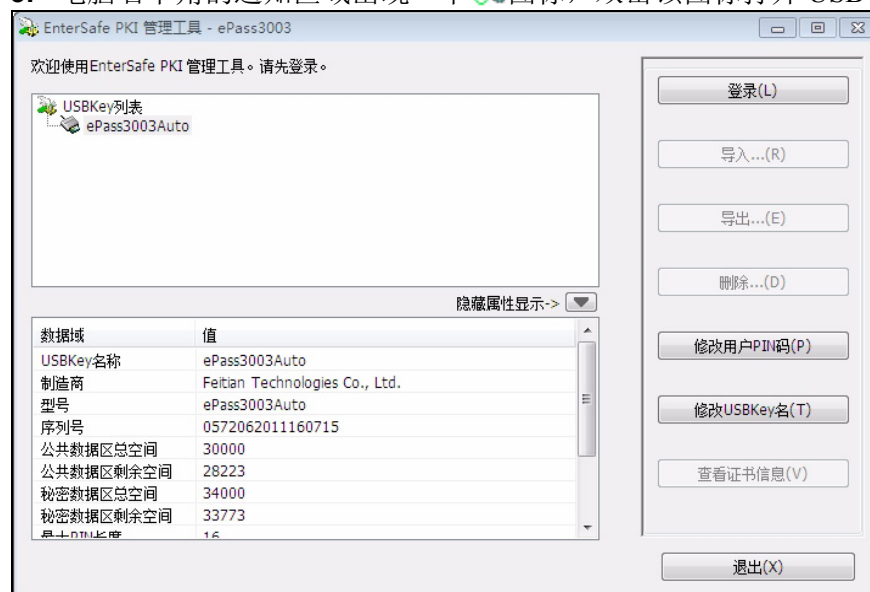 EnterSafe PKI 管理工具 - ePass3003
欢迎使用EnterSafe PKI 管理工具。请先登录。
USBKey列表
ePass3003Auto
登录(L)
导入...(R)
导出...(E)
删除...(D)
修改用户PIN码(P)
修改USBKey名(T)
查看证书信息(V)
退出(X)
隐藏属性显示->
数据域 值
USBKey名称 ePass3003Auto
制造商 Feitian Technologies Co., Ltd.
型号 ePass3003Auto
序列号 0572062011160715
公共数据区总空间 30000
公共数据区剩余空间 28223
秘密数据区总空间 34000
秘密数据区剩余空间 33773
最大PIN长度 16